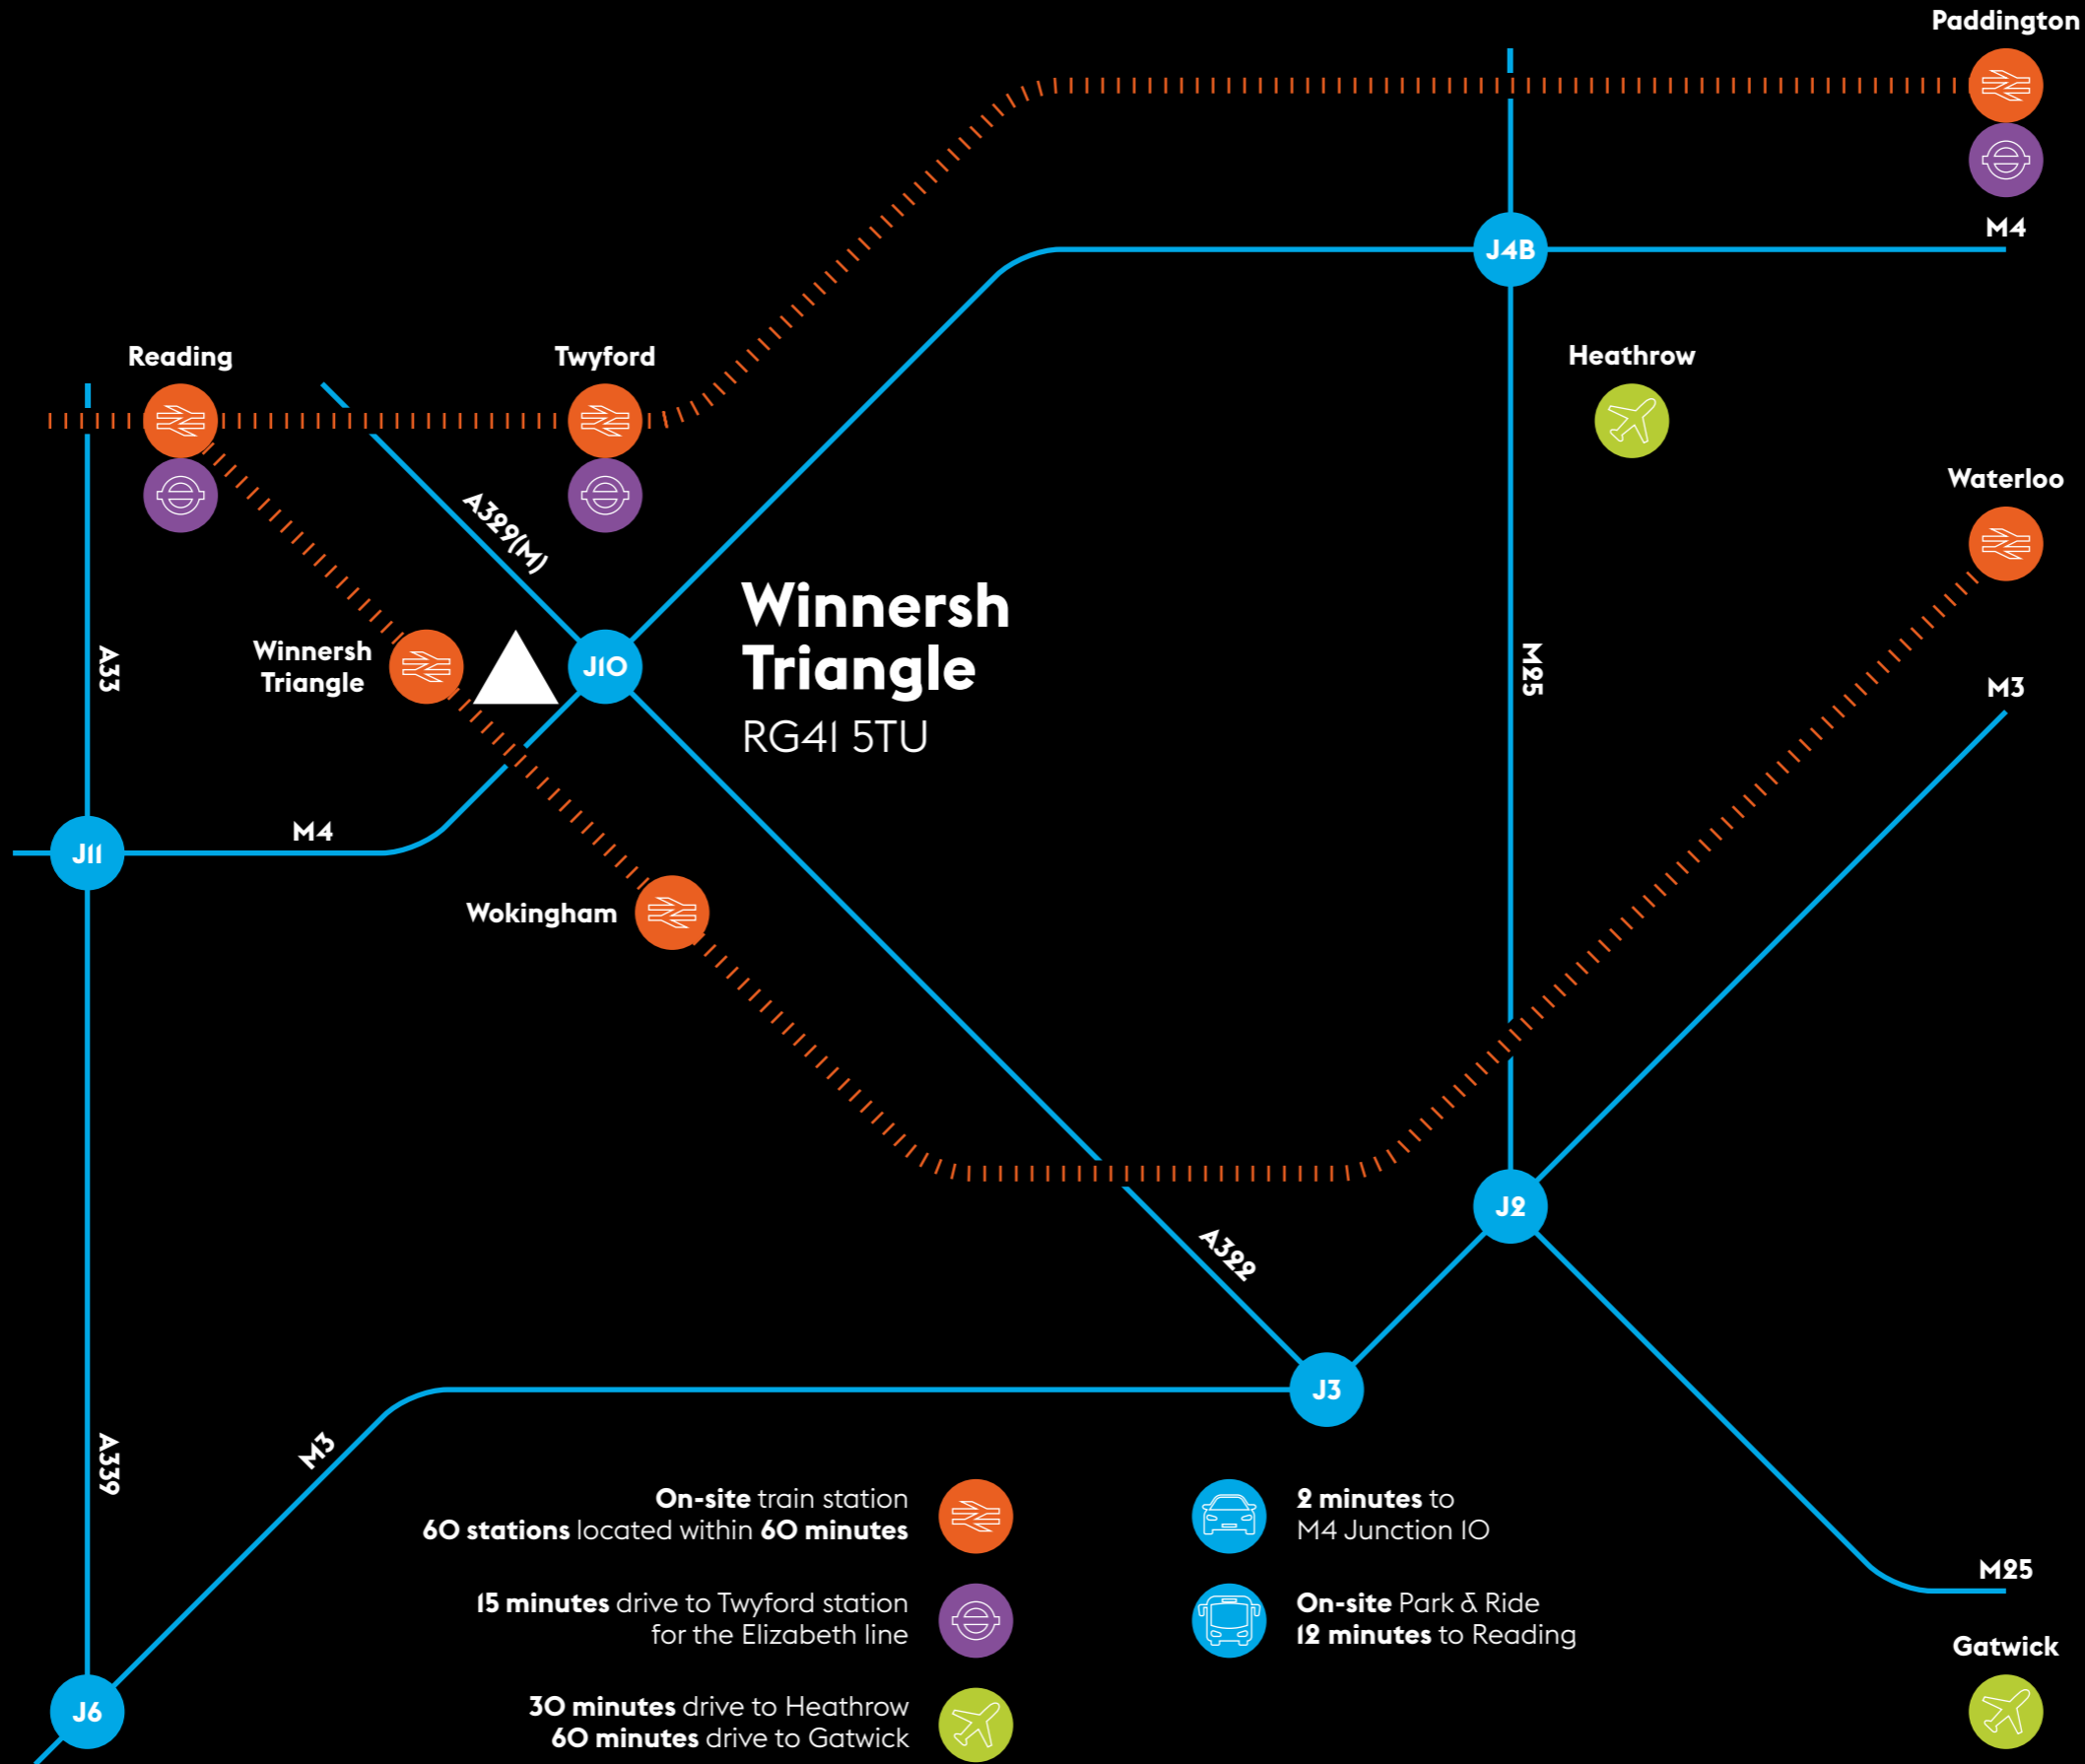 Paddington
M4
J4B
Reading
Twyford
Heathrow
A329(M)
Waterloo
Winnersh
Triangle
RG41 5TU
Winnersh
Triangle
J10
A33
M25
M3
M4
J11
Wokingham
J2
A322
J3
A339
M3
On-site train station
60 stations located within 60 minutes
15 minutes drive to Twyford station
for the Elizabeth line
30 minutes drive to Heathrow
60 minutes drive to Gatwick
2 minutes to
M4 Junction 10
On-site Park & Ride
12 minutes to Reading
M25
Gatwick
J6